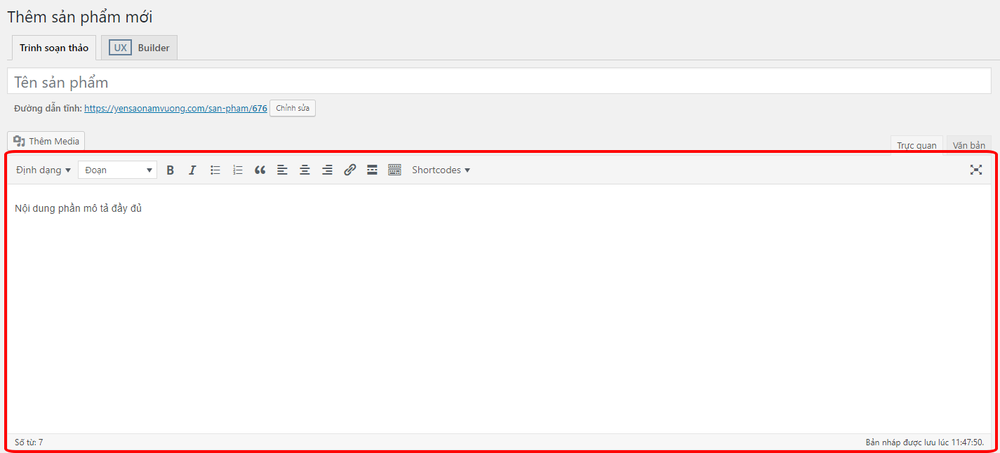 Thêm sản phẩm mới
Trình soạn thảo UX Builder
Tên sản phẩm
Đường dẫn tĩnh: https://yensaonamvuong.com/san-pham/676 Chỉnh sửa
Thêm Media
Trực quan Văn bản
Định dạng Đoạn B I Shortcodes
Nội dung phần mô tả đầy đủ
Số từ: 7 Bản nháp được lưu lúc 11:47:50.